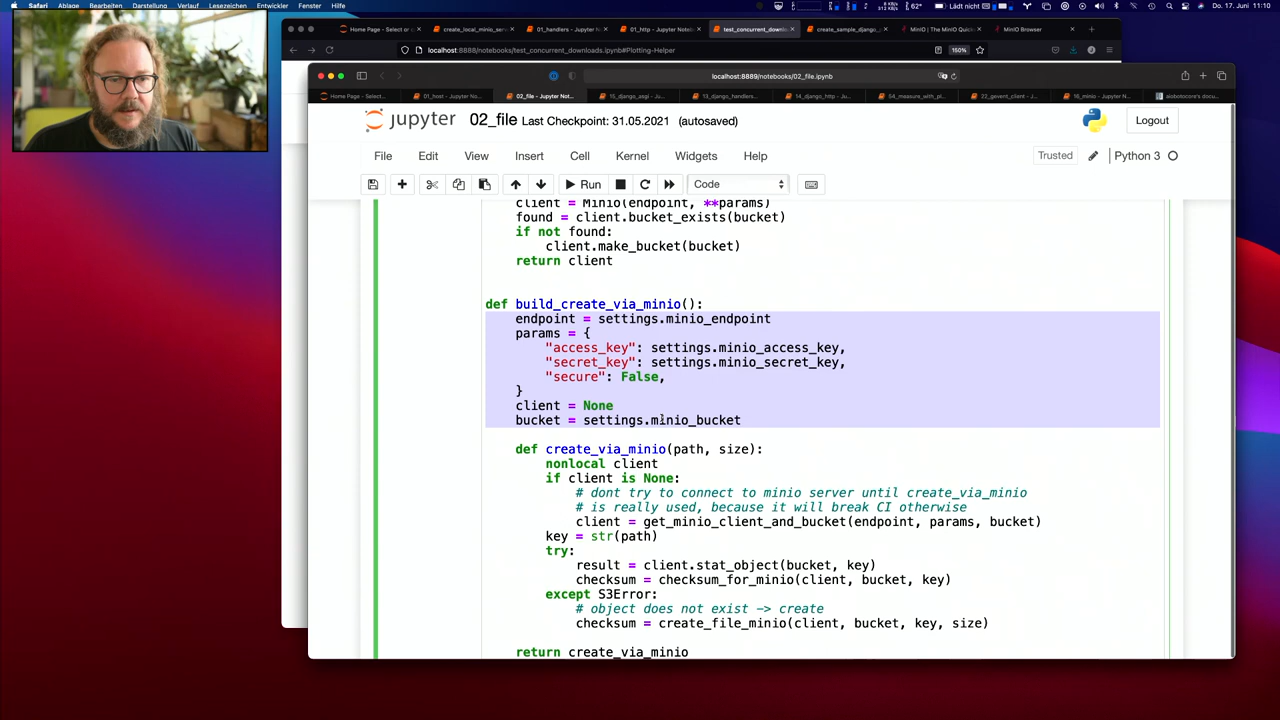 Safari Ablage Bearbeiten Darstellung Verlauf Lesezeichen Entwickler Fenster Hilfe
62° Lädt nicht Do. 17. Juni 11:10
Home Page - Select or create_local_minio_serv 01_handlers - Jupyter 01_http - Jupyter Noteb test_concurrent_down create_sample_django_ MinIO | The MinIO Quick MinIO Browser
localhost:8888/notebooks/test_concurrent_downloads.ipynb#Plotting-Helper 150%
localhost:8889/notebooks/02_file.ipynb
Home Page - Select 01_host - Jupyter No... 02_file - Jupyter Not... 15_django_asgi - Ju... 13_django_handlers... 14_django_http - Ju... 54_measure_with_pl... 22_gevent_client - J... 16_minio - Jupyter N... aiobotocore's docu...
jupyter 02_file Last Checkpoint: 31.05.2021 (autosaved) Logout
File Edit View Insert Cell Kernel Widgets Help Trusted Python 3
Run Code
client = Minio(endpoint, **params)
found = client.bucket_exists(bucket)
if not found:
client.make_bucket(bucket)
return client
def build_create_via_minio():
endpoint = settings.minio_endpoint
params = {
"access_key": settings.minio_access_key,
"secret_key": settings.minio_secret_key,
"secure": False,
}
client = None
bucket = settings.minio_bucket
def create_via_minio(path, size):
nonlocal client
if client is None:
# dont try to connect to minio server until create_via_minio
# is really used, because it will break CI otherwise
client = get_minio_client_and_bucket(endpoint, params, bucket)
key = str(path)
try:
result = client.stat_object(bucket, key)
checksum = checksum_for_minio(client, bucket, key)
except S3Error:
# object does not exist -> create
checksum = create_file_minio(client, bucket, key, size)
return create_via_minio